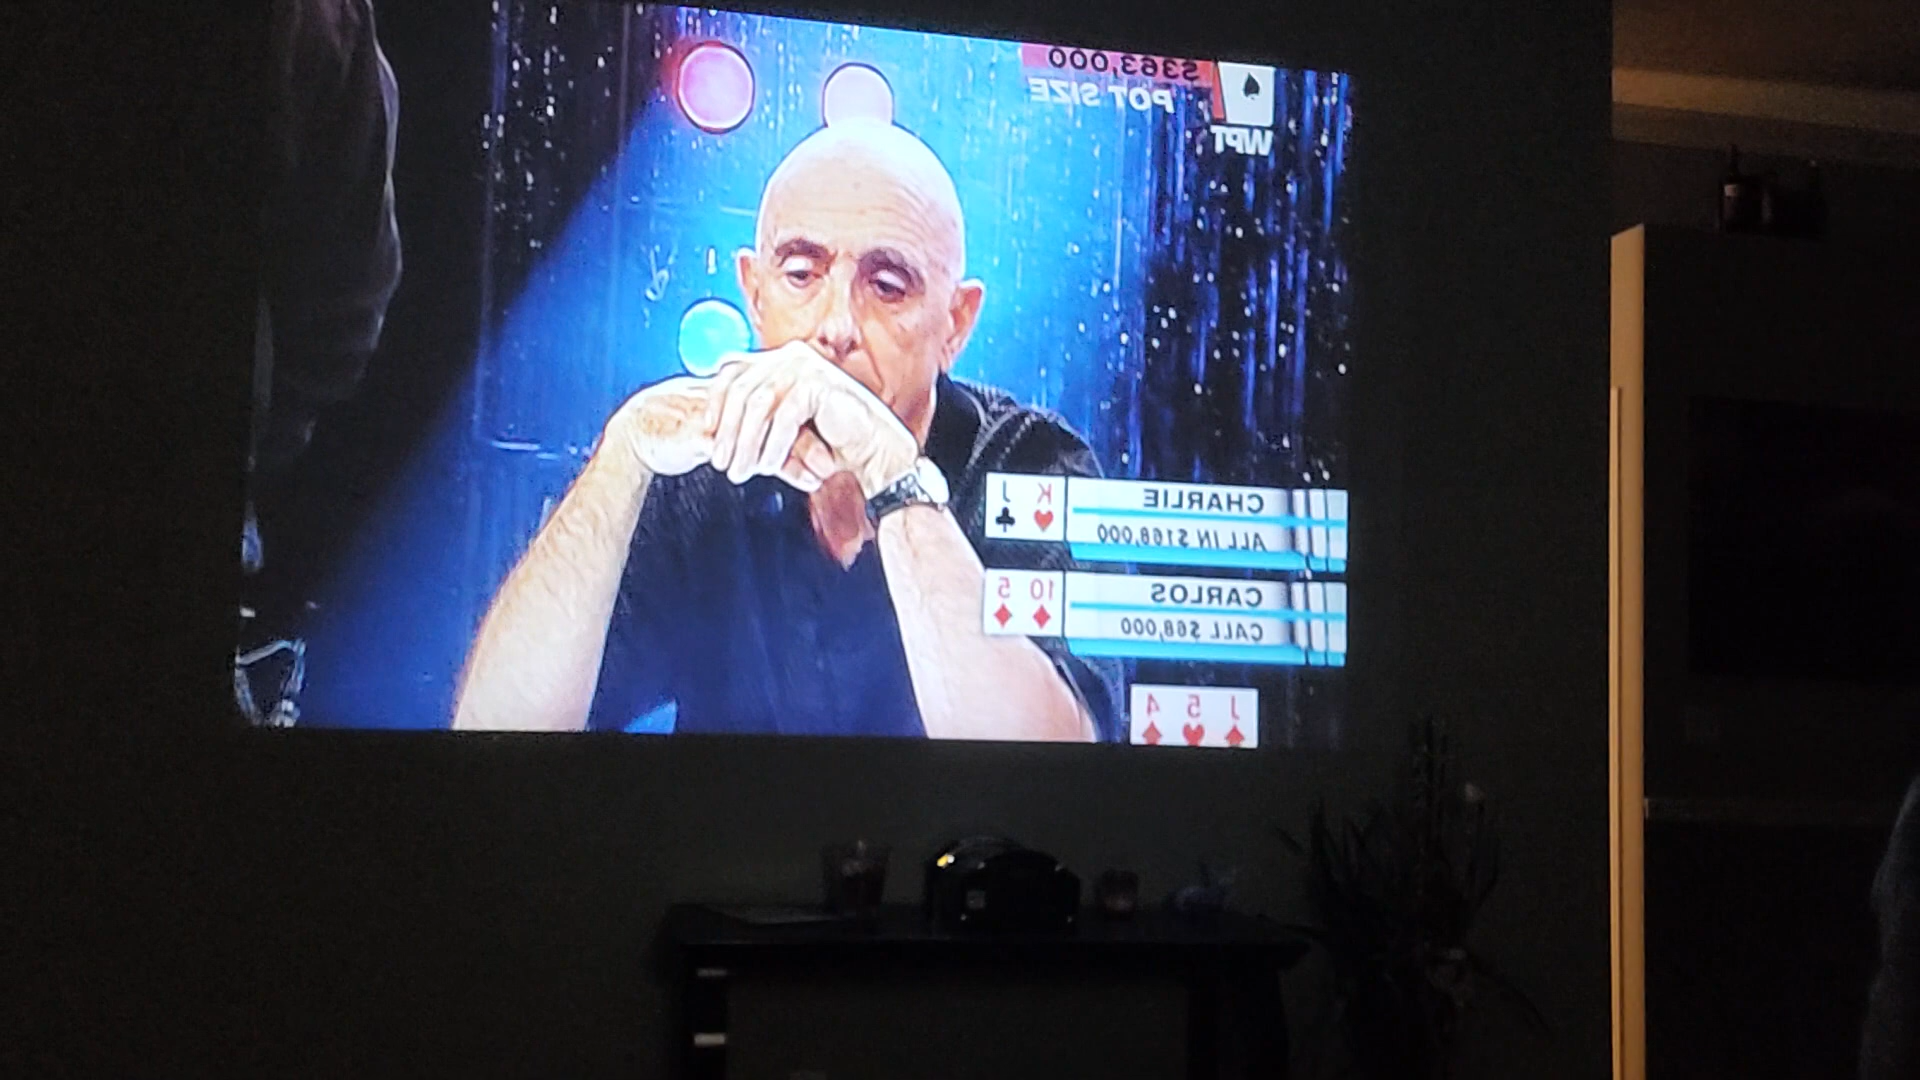 $363,000
POT SIZE
WPT
CHARLIE K J
ALL IN $168,000
CARLOS 10 5
CALL $68,000
J 5 4